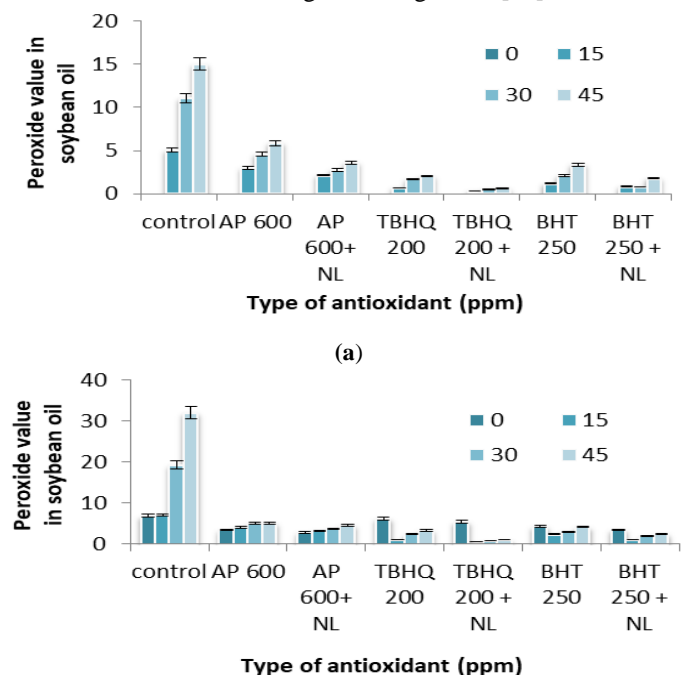 20
15
10
5
0
Peroxide value in
soybean oil
0 15
30 45
control AP 600 AP 600+ NL TBHQ 200 TBHQ 200 + NL BHT 250 BHT 250 + NL
Type of antioxidant (ppm)
(a)
40
30
20
10
0
Peroxide value
in soybean oil
0 15
30 45
control AP 600 AP 600+ NL TBHQ 200 TBHQ 200 + NL BHT 250 BHT 250 + NL
Type of antioxidant (ppm)